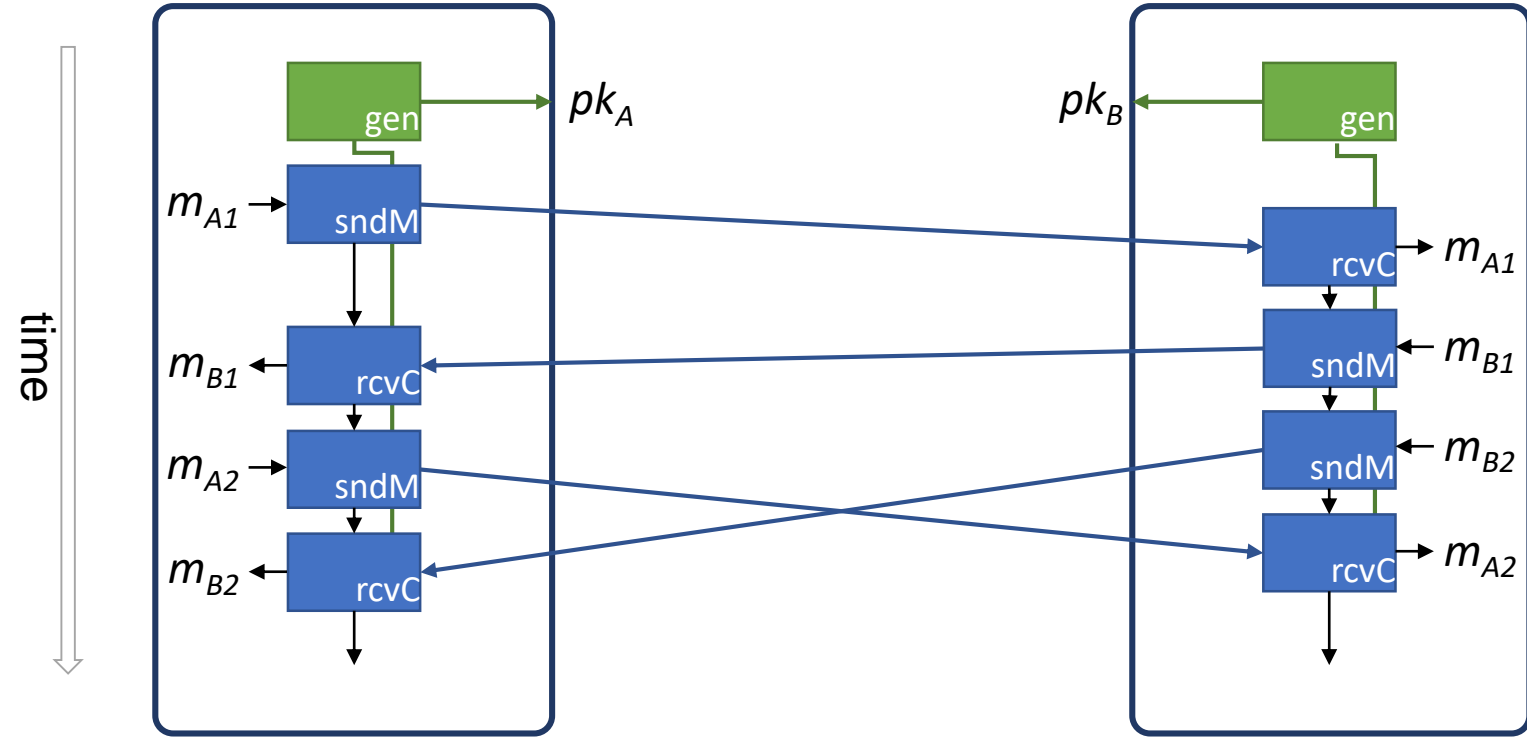 gen
pk_A
pk_B
gen
m_A1
sndM
rcvC
m_A1
time
m_B1
rcvC
sndM
m_B1
m_A2
sndM
sndM
m_B2
m_B2
rcvC
rcvC
m_A2